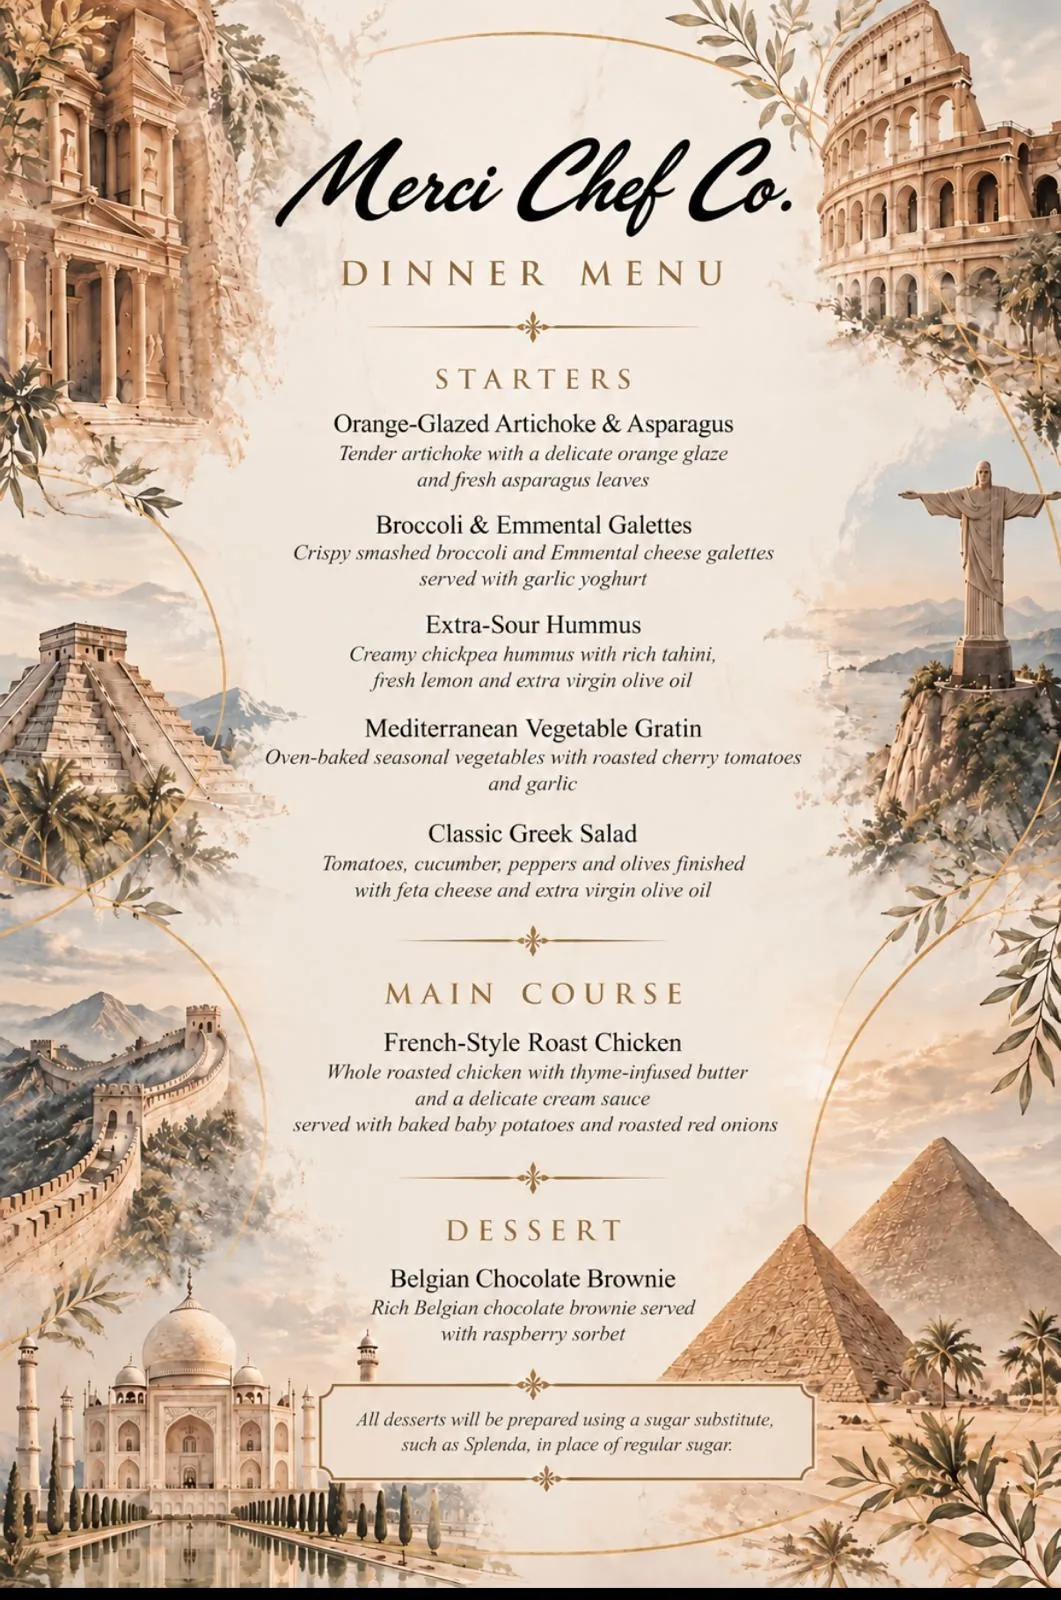 Merci Chef Co.
DINNER MENU
STARTERS
Orange-Glazed Artichoke & Asparagus
Tender artichoke with a delicate orange glaze
and fresh asparagus leaves
Broccoli & Emmental Galettes
Crispy smashed broccoli and Emmental cheese galettes
served with garlic yoghurt
Extra-Sour Hummus
Creamy chickpea hummus with rich tahini,
fresh lemon and extra virgin olive oil
Mediterranean Vegetable Gratin
Oven-baked seasonal vegetables with roasted cherry tomatoes
and garlic
Classic Greek Salad
Tomatoes, cucumber, peppers and olives finished
with feta cheese and extra virgin olive oil
MAIN COURSE
French-Style Roast Chicken
Whole roasted chicken with thyme-infused butter
and a delicate cream sauce
served with baked baby potatoes and roasted red onions
DESSERT
Belgian Chocolate Brownie
Rich Belgian chocolate brownie served
with raspberry sorbet
All desserts will be prepared using a sugar substitute,
such as Splenda, in place of regular sugar.